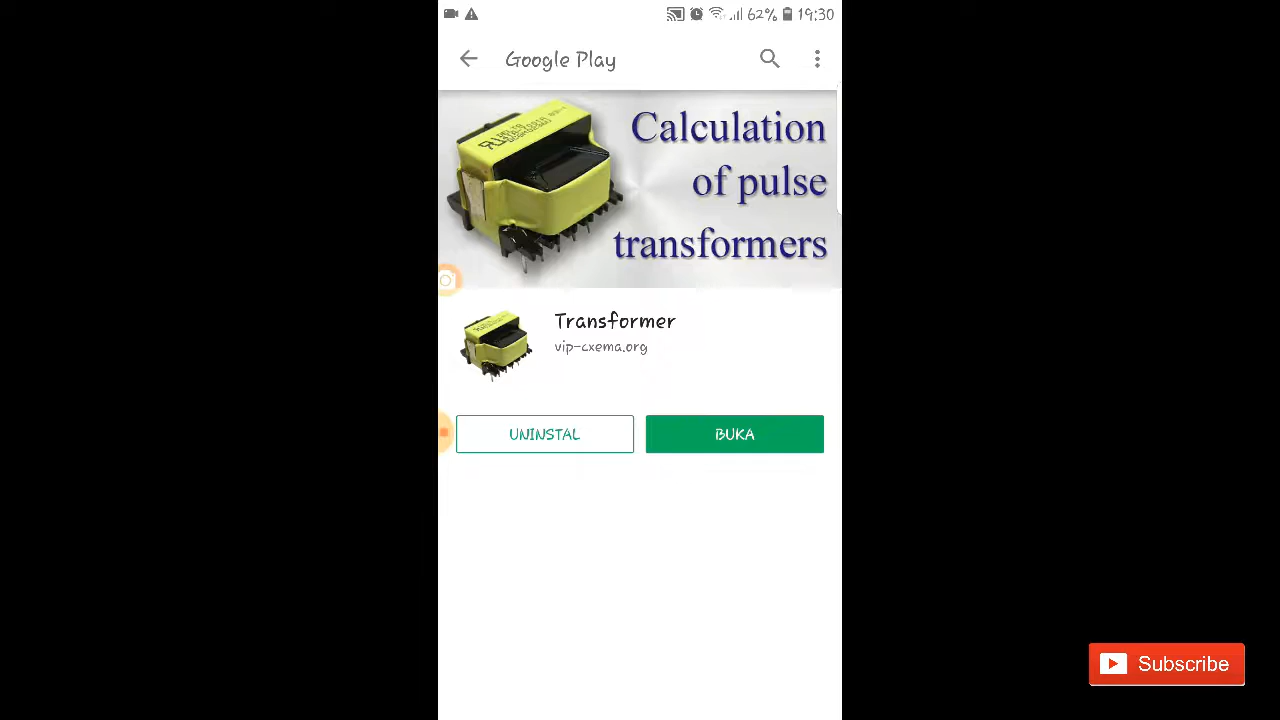 62% 19:30
Google Play
Calculation
of pulse
transformers
Transformer
vip-cxema.org
UNINSTAL
BUKA
Subscribe